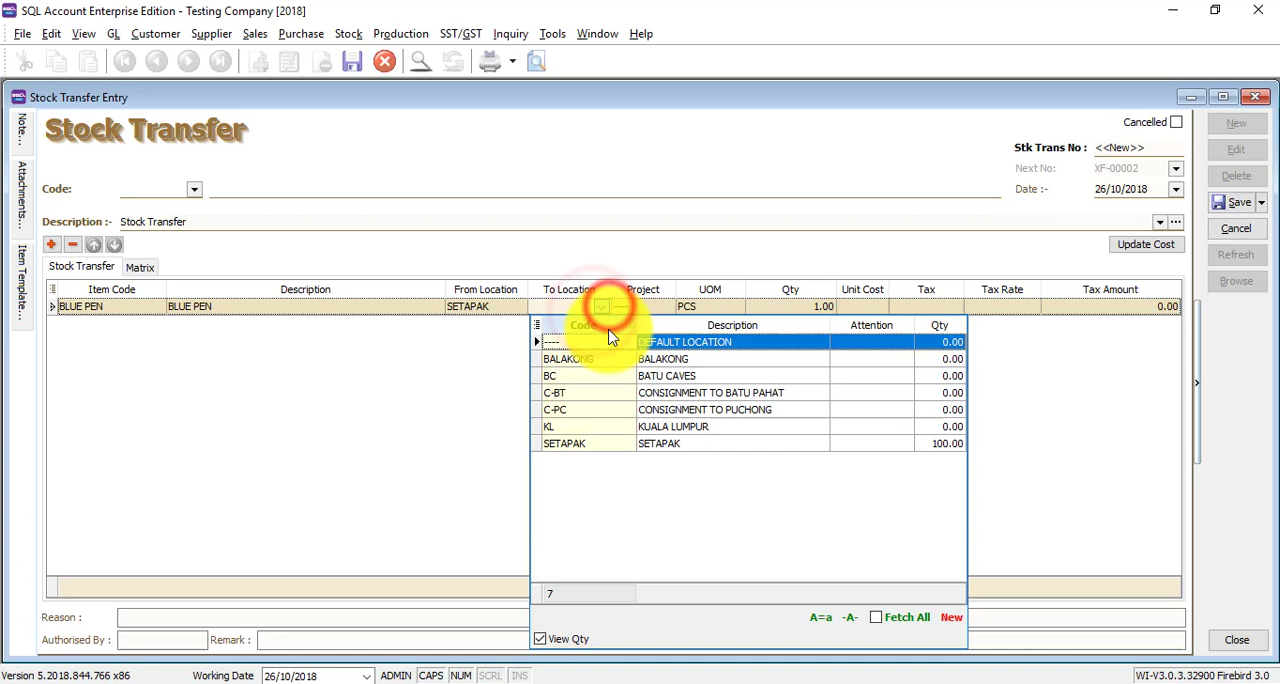 SQL Account Enterprise Edition - Testing Company [2018]
File Edit View GL Customer Supplier Sales Purchase Stock Production SST/GST Inquiry Tools Window Help
Stock Transfer Entry
Note...
Attachments...
Item Template...
Stock Transfer
Cancelled
Stk Trans No : <<New>>
Next No: XF-00002
Code:
Date :- 26/10/2018
Description :- Stock Transfer
Update Cost
Stock Transfer Matrix
Item Code Description From Location To Location Project UOM Qty Unit Cost Tax Tax Rate Tax Amount
BLUE PEN BLUE PEN SETAPAK ---- PCS 1.00 0.00
Code Description Attention Qty
---- DEFAULT LOCATION 0.00
BALAKONG BALAKONG 0.00
BC BATU CAVES 0.00
C-BT CONSIGNMENT TO BATU PAHAT 0.00
C-PC CONSIGNMENT TO PUCHONG 0.00
KL KUALA LUMPUR 0.00
SETAPAK SETAPAK 100.00
7
A=a -A- Fetch All New
View Qty
Reason :
Authorised By : Remark :
New
Edit
Delete
Save
Cancel
Refresh
Browse
Close
Version 5.2018.844.766 x86 Working Date 26/10/2018 ADMIN CAPS NUM SCRL INS WI-V3.0.3.32900 Firebird 3.0